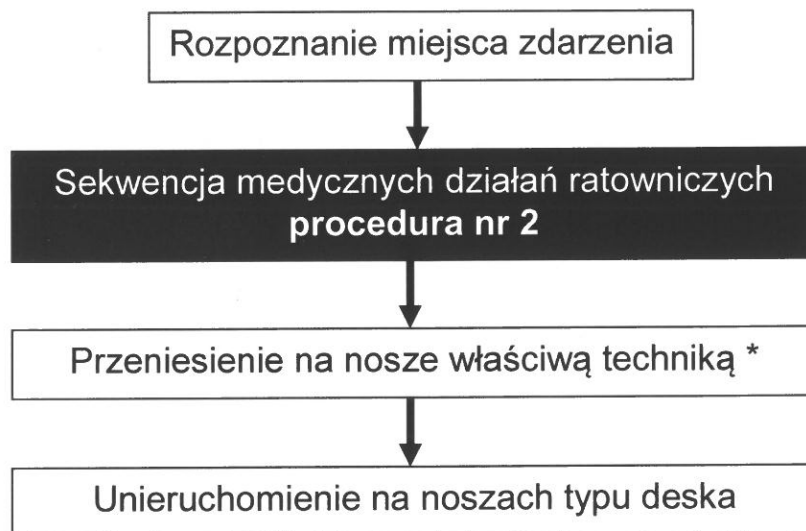 Rozpoznanie miejsca zdarzenia
Sekwencja medycznych działań ratowniczych
procedura nr 2
Przeniesienie na nosze właściwą techniką *
Unieruchomienie na noszach typu deska